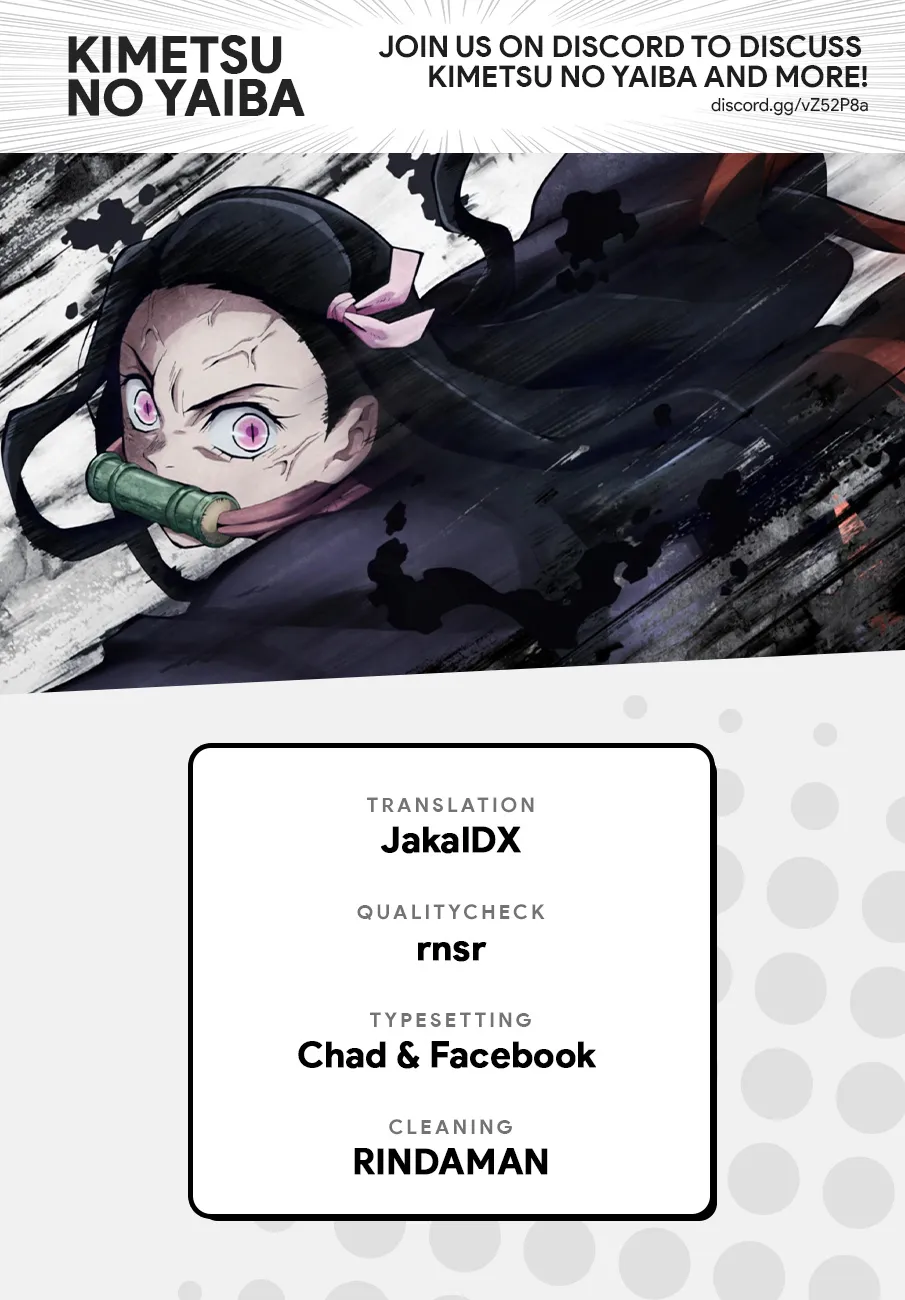 KIMETSU
NO YAIBA
JOIN US ON DISCORD TO DISCUSS
KIMETSU NO YAIBA AND MORE!
discord.gg/vZ52P8a
TRANSLATION
JakalDX
QUALITYCHECK
rnsr
TYPESETTING
Chad & Facebook
CLEANING
RINDAMAN